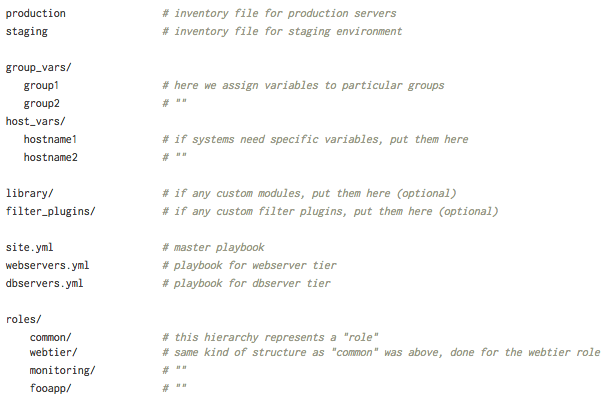 production # inventory file for production servers
staging # inventory file for staging environment
group_vars/
group1 # here we assign variables to particular groups
group2 # ""
host_vars/
hostname1 # if systems need specific variables, put them here
hostname2 # ""
library/ # if any custom modules, put them here (optional)
filter_plugins/ # if any custom filter plugins, put them here (optional)
site.yml # master playbook
webservers.yml # playbook for webserver tier
dbservers.yml # playbook for dbserver tier
roles/
common/ # this hierarchy represents a "role"
webtier/ # same kind of structure as "common" was above, done for the webtier role
monitoring/ # ""
fooapp/ # ""